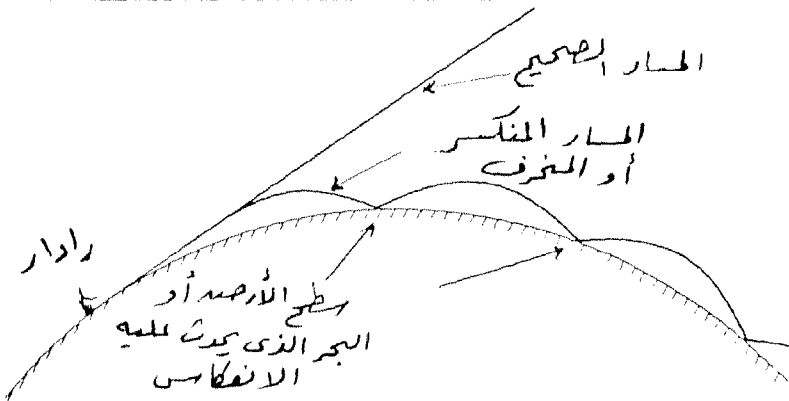 المسار الصحيح
المسار المنكسر
أو المنحرف
رادار
سطح الأرض أو
البحر الذى يحدث عليه
الانعكاس